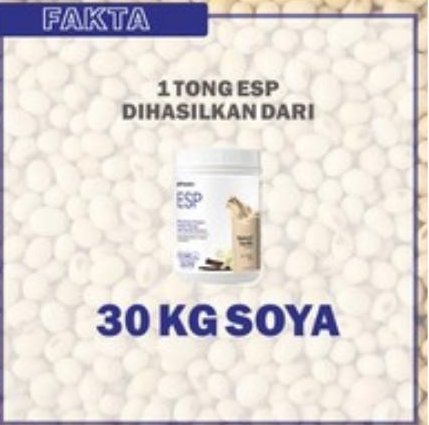 FAKTA
1 TONG ESP
DIHASILKAN DARI
ESP
30 KG SOYA